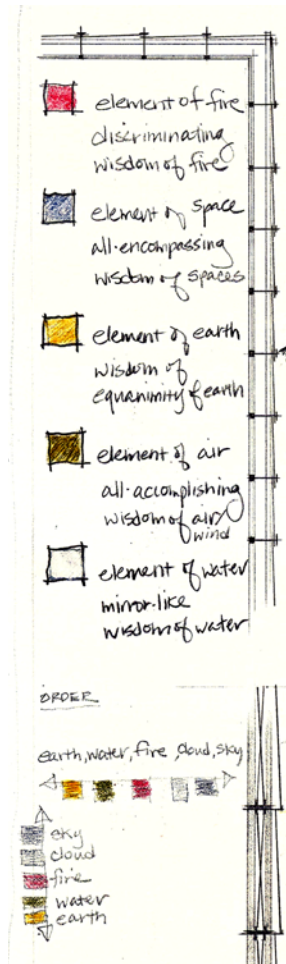 element of fire
discriminating
wisdom of fire
element of space
all-encompassing
wisdom of spaces
element of earth
wisdom of
equanimity of earth
element of air
all-accomplishing
wisdom of air/
wind
element of water
mirror-like
wisdom of water
ORDER
earth, water, fire, cloud, sky
sky
cloud
fire
water
earth